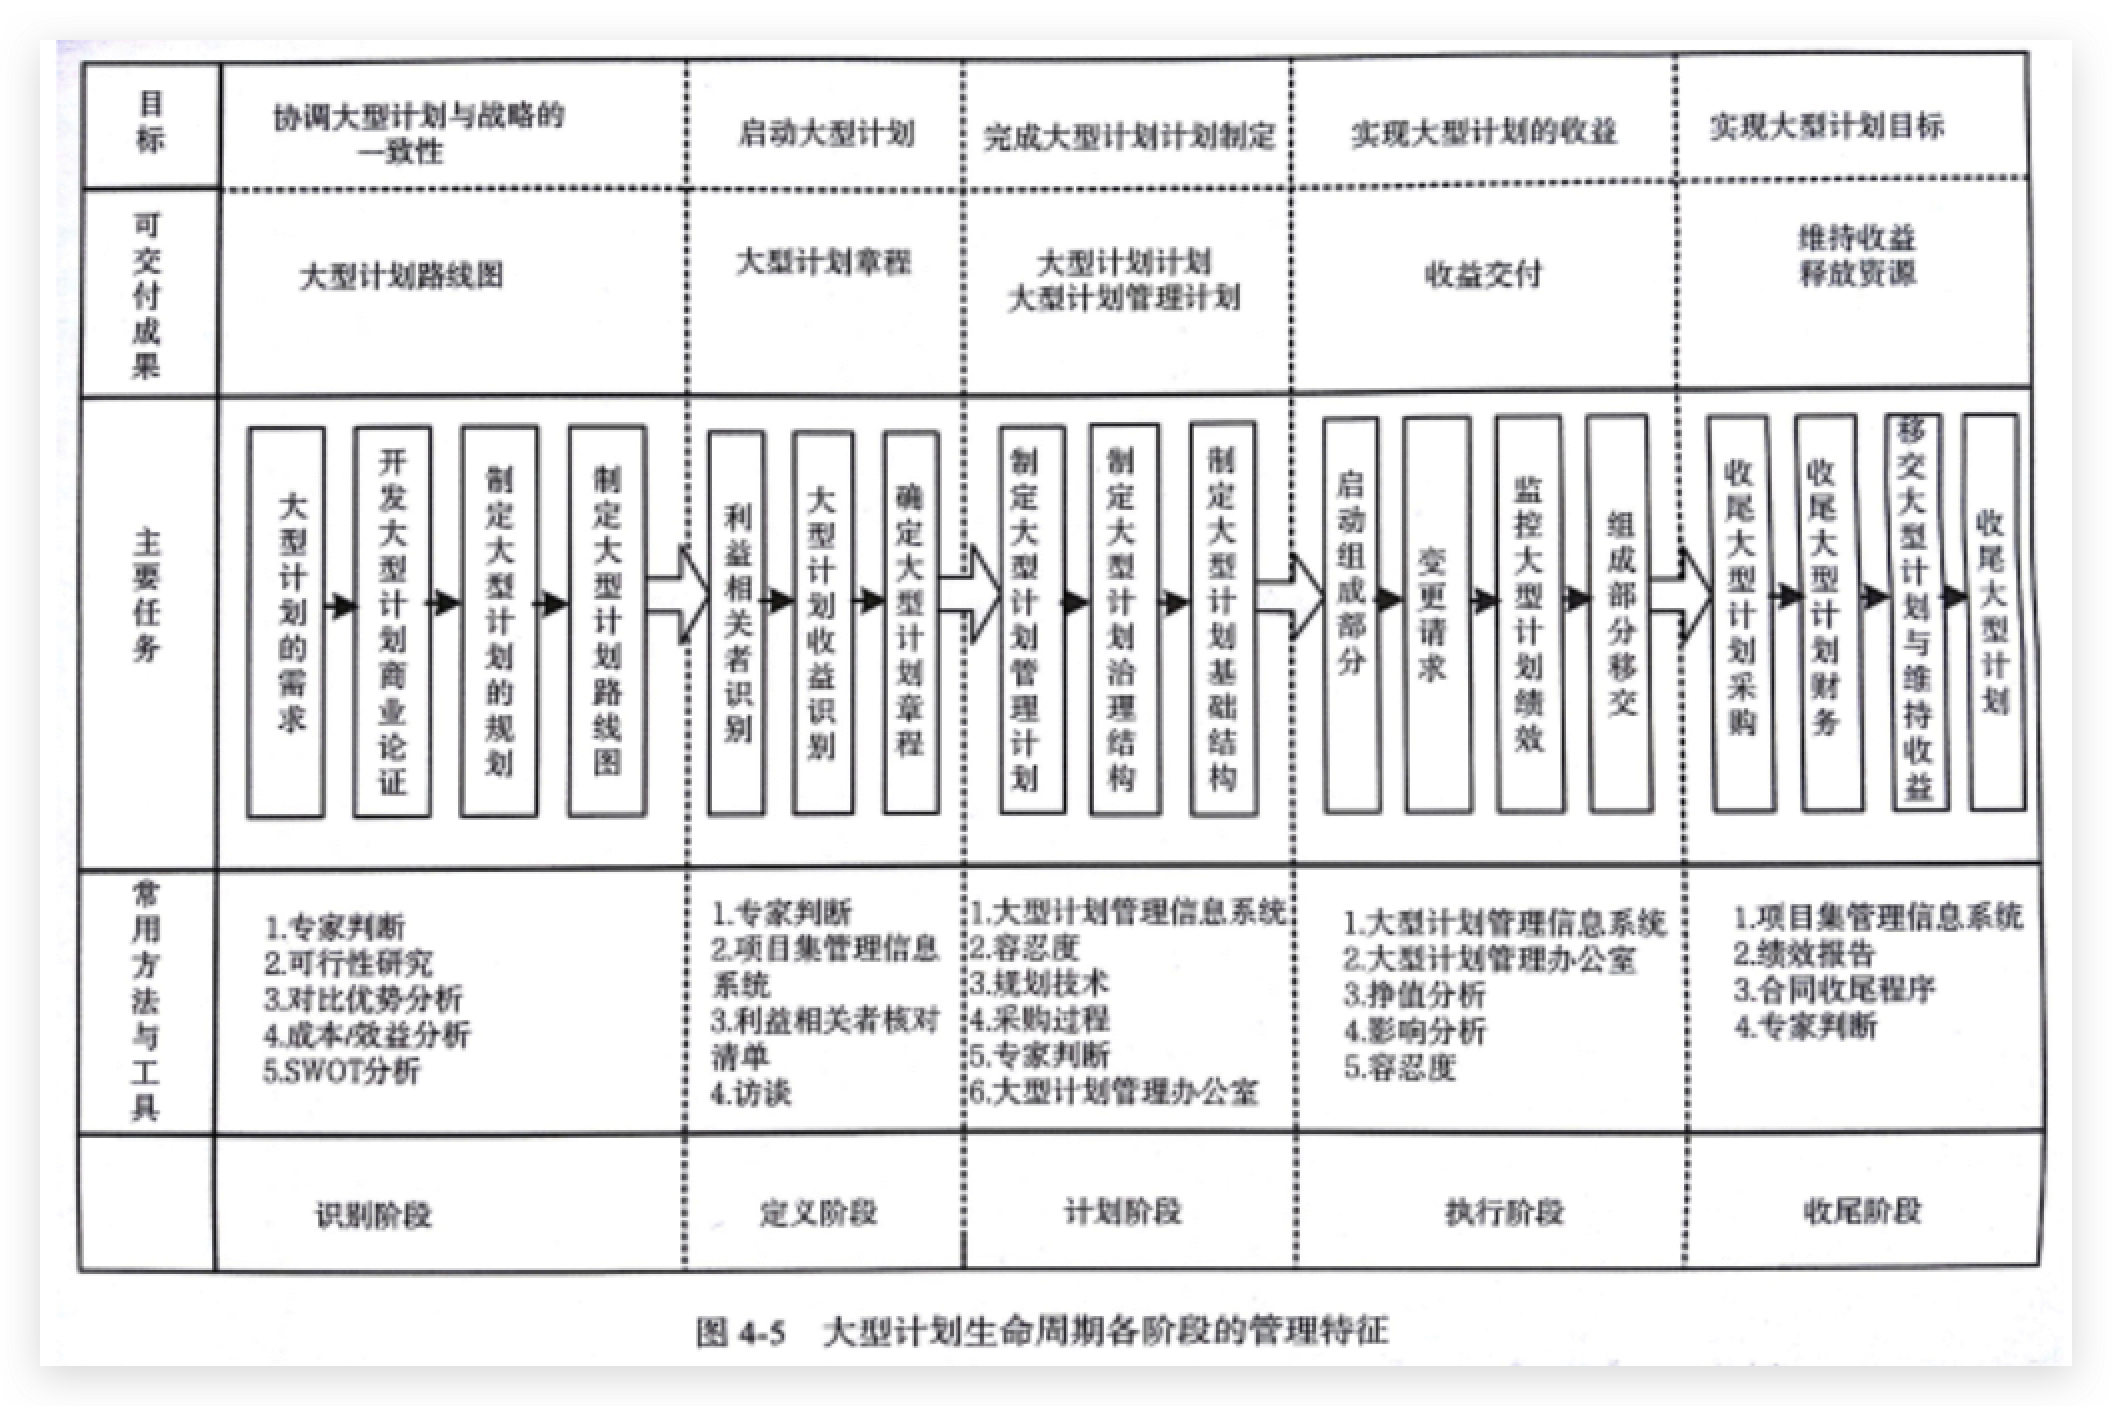 目标
协调大型计划与战略的
一致性
启动大型计划
完成大型计划计划制定
实现大型计划的收益
实现大型计划目标
可交付成果
大型计划路线图
大型计划章程
大型计划计划
大型计划管理计划
收益交付
维持收益
释放资源
主要任务
大型计划的需求
开发大型计划商业论证
制定大型计划的规划
制定大型计划路线图
利益相关者识别
大型计划收益识别
确定大型计划章程
制定大型计划管理计划
制定大型计划治理结构
制定大型计划基础结构
启动组成部分
变更请求
监控大型计划绩效
组成部分移交
收尾大型计划采购
收尾大型计划财务
移交大型计划与维持收益
收尾大型计划
常用方法与工具
1.专家判断
2.可行性研究
3.对比优势分析
4.成本/效益分析
5.SWOT分析
1.专家判断
2.项目集管理信息
系统
3.利益相关者核对
清单
4.访谈
1.大型计划管理信息系统
2.容忍度
3.规划技术
4.采购过程
5.专家判断
6.大型计划管理办公室
1.大型计划管理信息系统
2.大型计划管理办公室
3.挣值分析
4.影响分析
5.容忍度
1.项目集管理信息系统
2.绩效报告
3.合同收尾程序
4.专家判断
识别阶段
定义阶段
计划阶段
执行阶段
收尾阶段
图 4-5 大型计划生命周期各阶段的管理特征